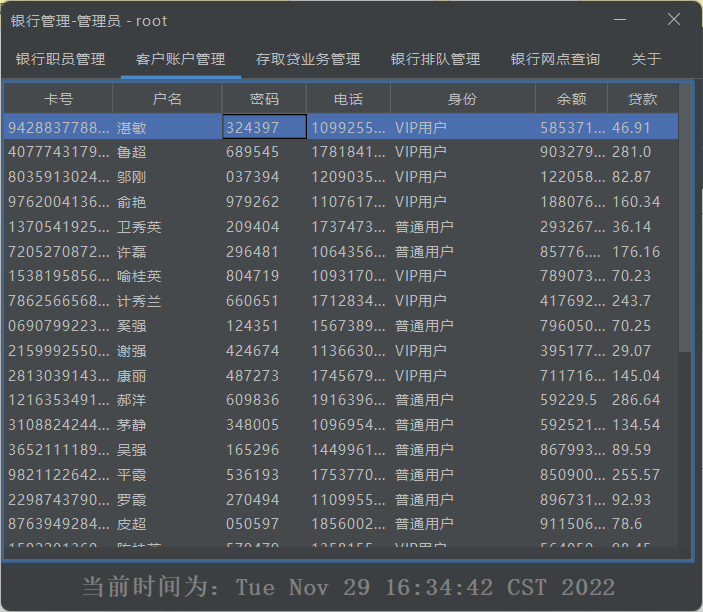 银行管理-管理员 - root
银行职员管理 客户账户管理 存取贷业务管理 银行排队管理 银行网点查询 关于
卡号 户名 密码 电话 身份 余额 贷款
9428837788... 湛敏 324397 1099255... VIP用户 585371... 46.91
4077743179... 鲁超 689545 1781841... VIP用户 903279... 281.0
8035913024... 邬刚 037394 1209035... VIP用户 122058... 82.87
9762004136... 俞艳 979262 1107617... VIP用户 188076... 160.34
1370541925... 卫秀英 209404 1737473... 普通用户 293267... 36.14
7205270872... 许磊 296481 1064356... 普通用户 85776.... 176.16
1538195856... 喻桂英 804719 1093170... VIP用户 789073... 70.23
7862566568... 计秀兰 660651 1712834... VIP用户 417692... 243.7
0690799223... 奚强 124351 1567389... 普通用户 796050... 70.25
2159992550... 谢强 424674 1136630... VIP用户 395177... 29.07
2813039143... 康丽 487273 1745679... VIP用户 711716... 145.04
1216353491... 郝洋 609836 1916396... 普通用户 59229.5 286.64
3108824244... 茅静 348005 1096954... 普通用户 592521... 134.54
3652111189... 吴强 165296 1449961... 普通用户 867993... 89.59
9821122642... 平霞 536193 1753770... 普通用户 850900... 255.57
2298743790... 罗霞 270494 1109955... 普通用户 896731... 92.93
8763949284... 皮超 050597 1856002... 普通用户 911506... 78.6
当前时间为：Tue Nov 29 16:34:42 CST 2022